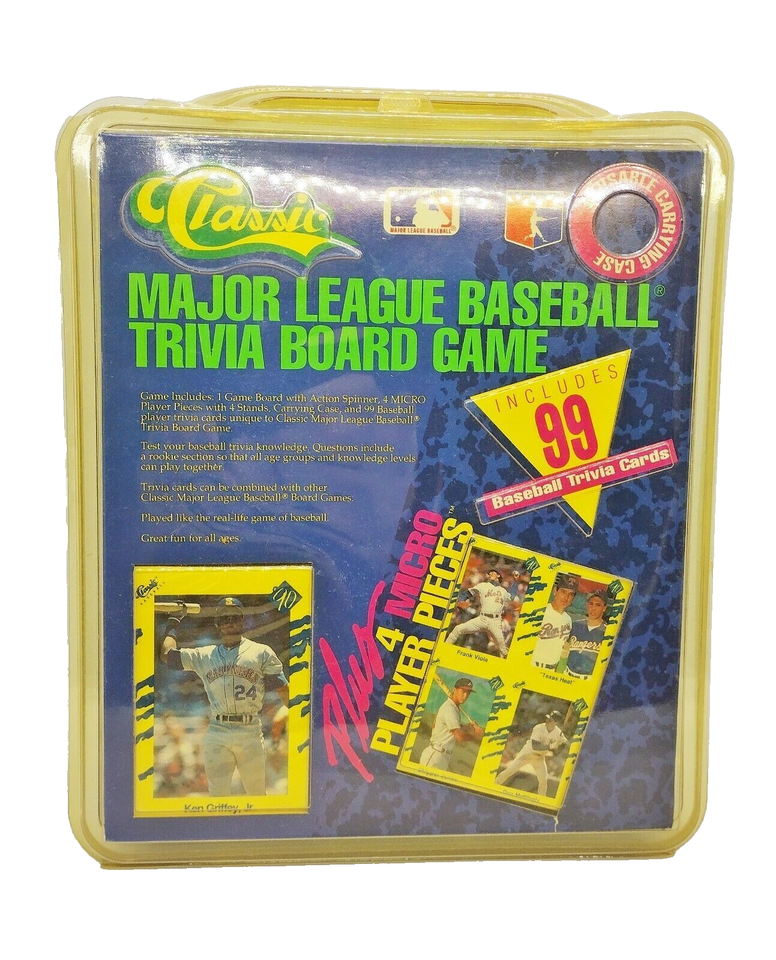 Classic
MAJOR LEAGUE BASEBALL®
USABLE CARRYING CASE
MAJOR LEAGUE BASEBALL®
TRIVIA BOARD GAME
Game Includes: 1 Game Board with Action Spinner, 4 MICRO
Player Pieces with 4 Stands, Carrying Case, and 99 Baseball
player trivia cards unique to Classic Major League Baseball®
Trivia Board Game.
Test your baseball trivia knowledge. Questions include
a rookie section so that all age groups and knowledge levels
can play together.
Trivia cards can be combined with other
Classic Major League Baseball® Board Games.
Played like the real-life game of baseball.
Great fun for all ages.
INCLUDES
99
Baseball Trivia Cards
Plus
4 MICRO
PLAYER PIECES™
Classic
BASEBALL
'90
24
Ken Griffey, Jr.
Mets
Frank Viola
Rangers
"Texas Heat"